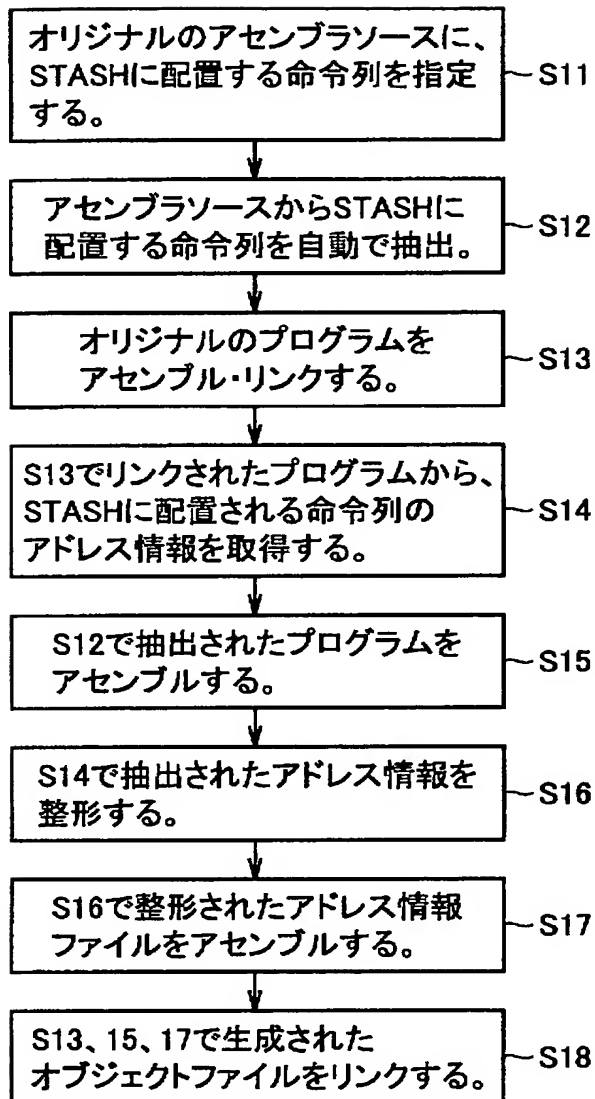 オリジナルのアセンブラソースに、
STASHに配置する命令列を指定
する。
S11
アセンブラソースからSTASHに
配置する命令列を自動で抽出。
S12
オリジナルのプログラムを
アセンブル・リンクする。
S13
S13でリンクされたプログラムから、
STASHに配置される命令列の
アドレス情報を取得する。
S14
S12で抽出されたプログラムを
アセンブルする。
S15
S14で抽出されたアドレス情報を
整形する。
S16
S16で整形されたアドレス情報
ファイルをアセンブルする。
S17
S13、15、17で生成された
オブジェクトファイルをリンクする。
S18